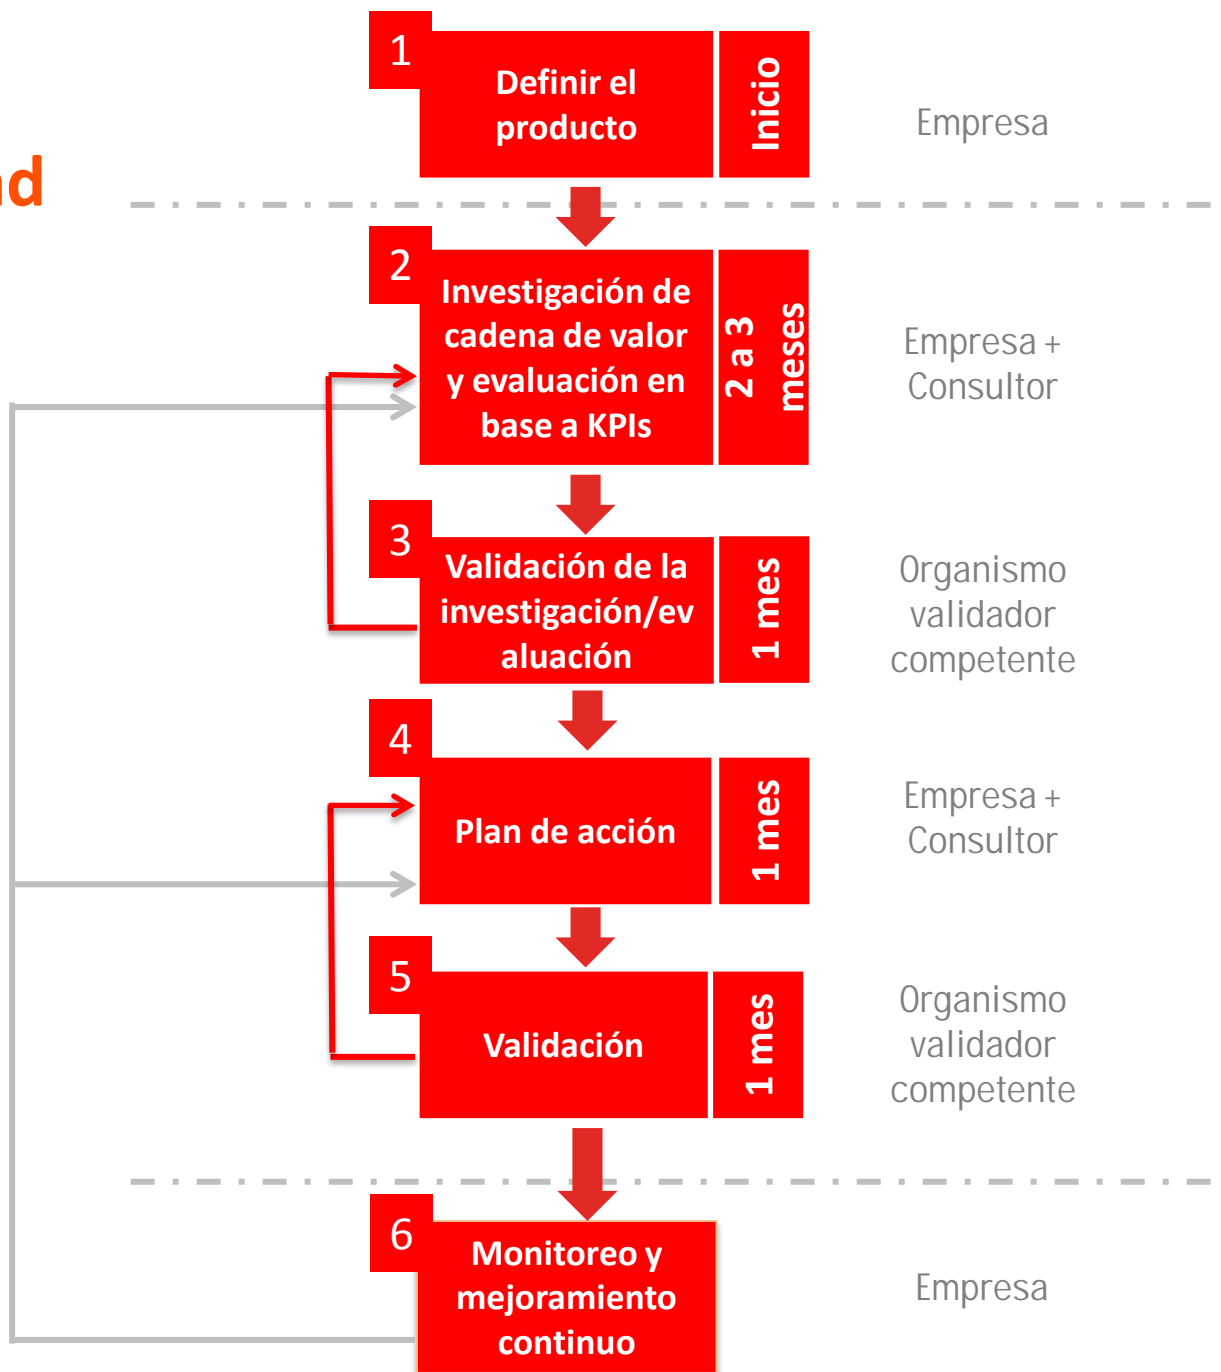 1
Definir el
producto
Inicio
Empresa
nd
2
Investigación de
cadena de valor
y evaluación en
base a KPIs
2 a 3
meses
Empresa +
Consultor
3
Validación de la
investigación/ev
aluación
1 mes
Organismo
validador
competente
4
Plan de acción
1 mes
Empresa +
Consultor
5
Validación
1 mes
Organismo
validador
competente
6
Monitoreo y
mejoramiento
continuo
Empresa